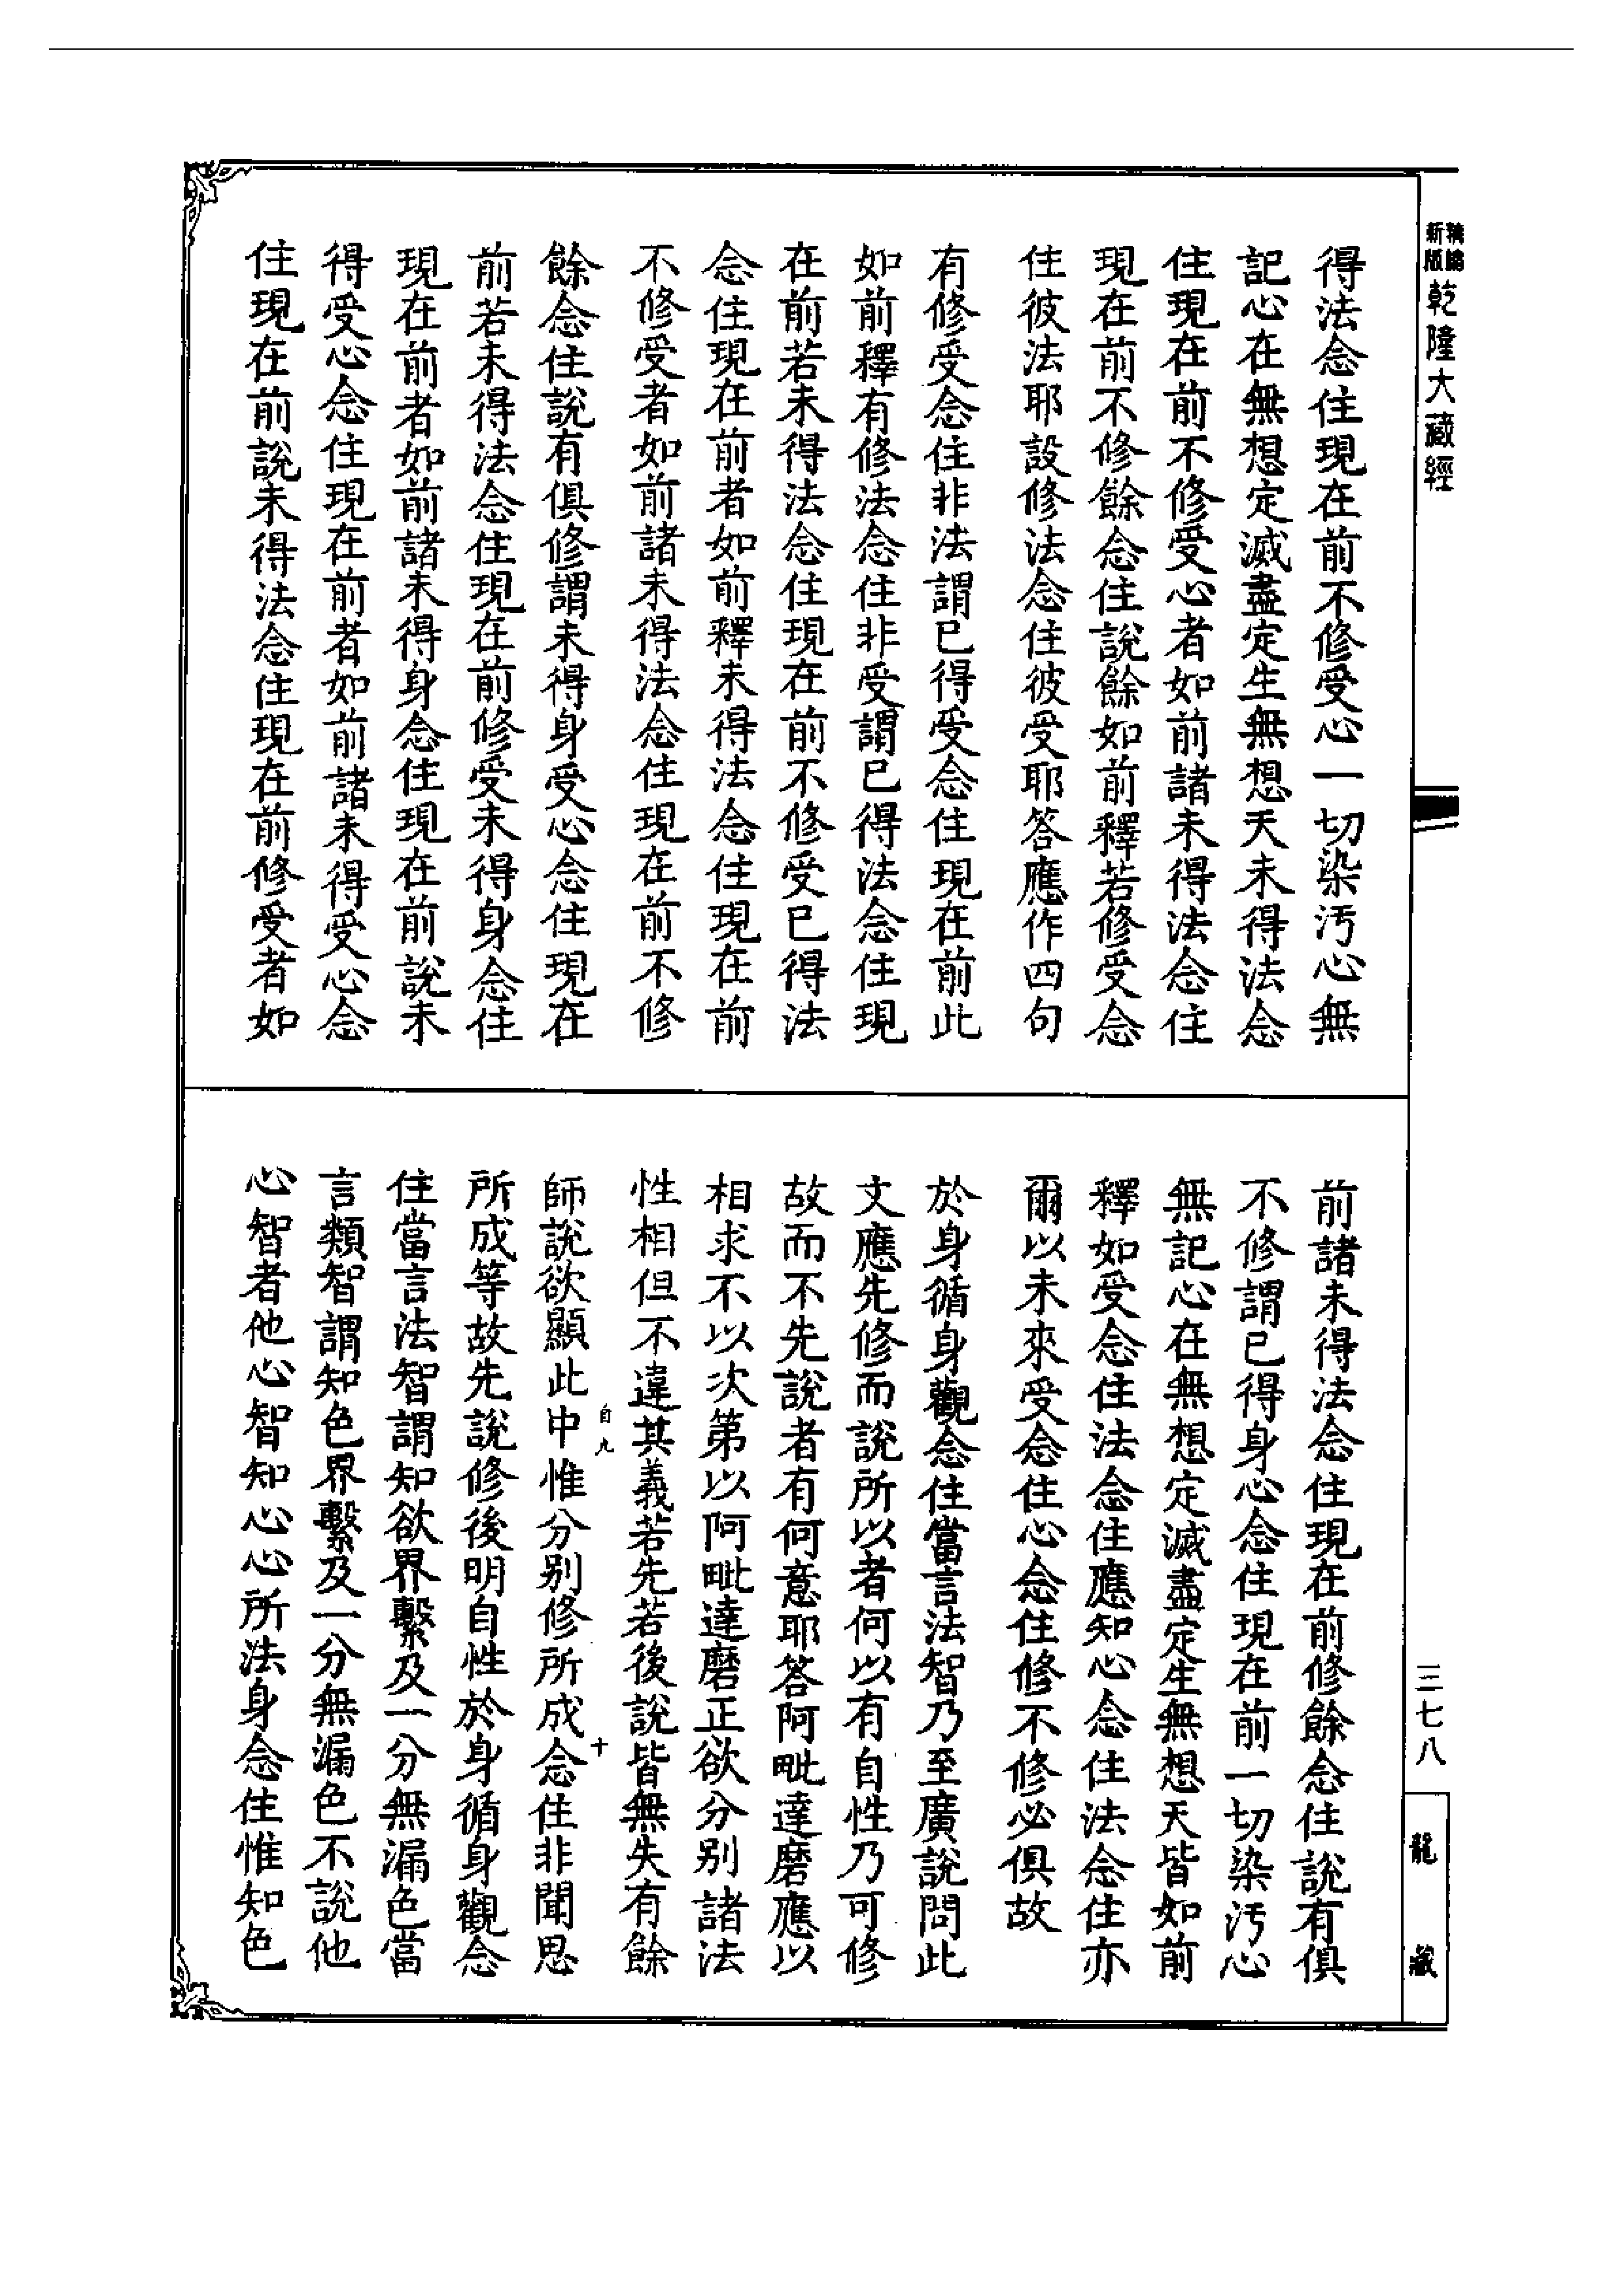 新版
精縮
乾隆大藏經
得法念住現在前不修受心一切染汚心無
記心在無想定滅盡定生無想天未得法念
住現在前不修受心者如前諸未得法念住
現在前不修餘念住說餘如前釋若修受念
住彼法耶設修法念住彼受耶答應作四句
有修受念住非法謂已得受念住現在前此
如前釋有修法念住非受謂已得法念住現
在前若未得法念住現在前不修受已得法
念住現在前者如前釋未得法念住現在前
不修受者如前諸未得法念住現在前不修
餘念住說有俱修謂未得身受心念住現在
前若未得法念住現在前修受未得身念住
現在前者如前諸未得身念住現在前說未
得受心念住現在前者如前諸未得受心念
住現在前說未得法念住現在前修受者如
前諸未得法念住現在前修餘念住說有俱
不修謂已得身心念住現在前一切染汚心
無記心在無想定滅盡定生無想天皆如前
釋如受念住法念住應知心念住法念住亦
爾以未來受念住心念住修不修必俱故
於身循身觀念住當言法智乃至廣說問此
文應先修而說所以者何以有自性乃可修
故而不先說者有何意耶答阿毗達磨應以
相求不以次第以阿毗達磨正欲分別諸法
性相但不違其義若先若後說皆無失有餘
師說欲顯此中惟分別修所成念住非聞思
自九
十
所成等故先說修後明自性於身循身觀念
住當言法智謂知欲界繫及一分無漏色當
言類智謂知色界繫及一分無漏色不說他
心智者他心智知心心所法身念住惟知色
三七八
龍藏